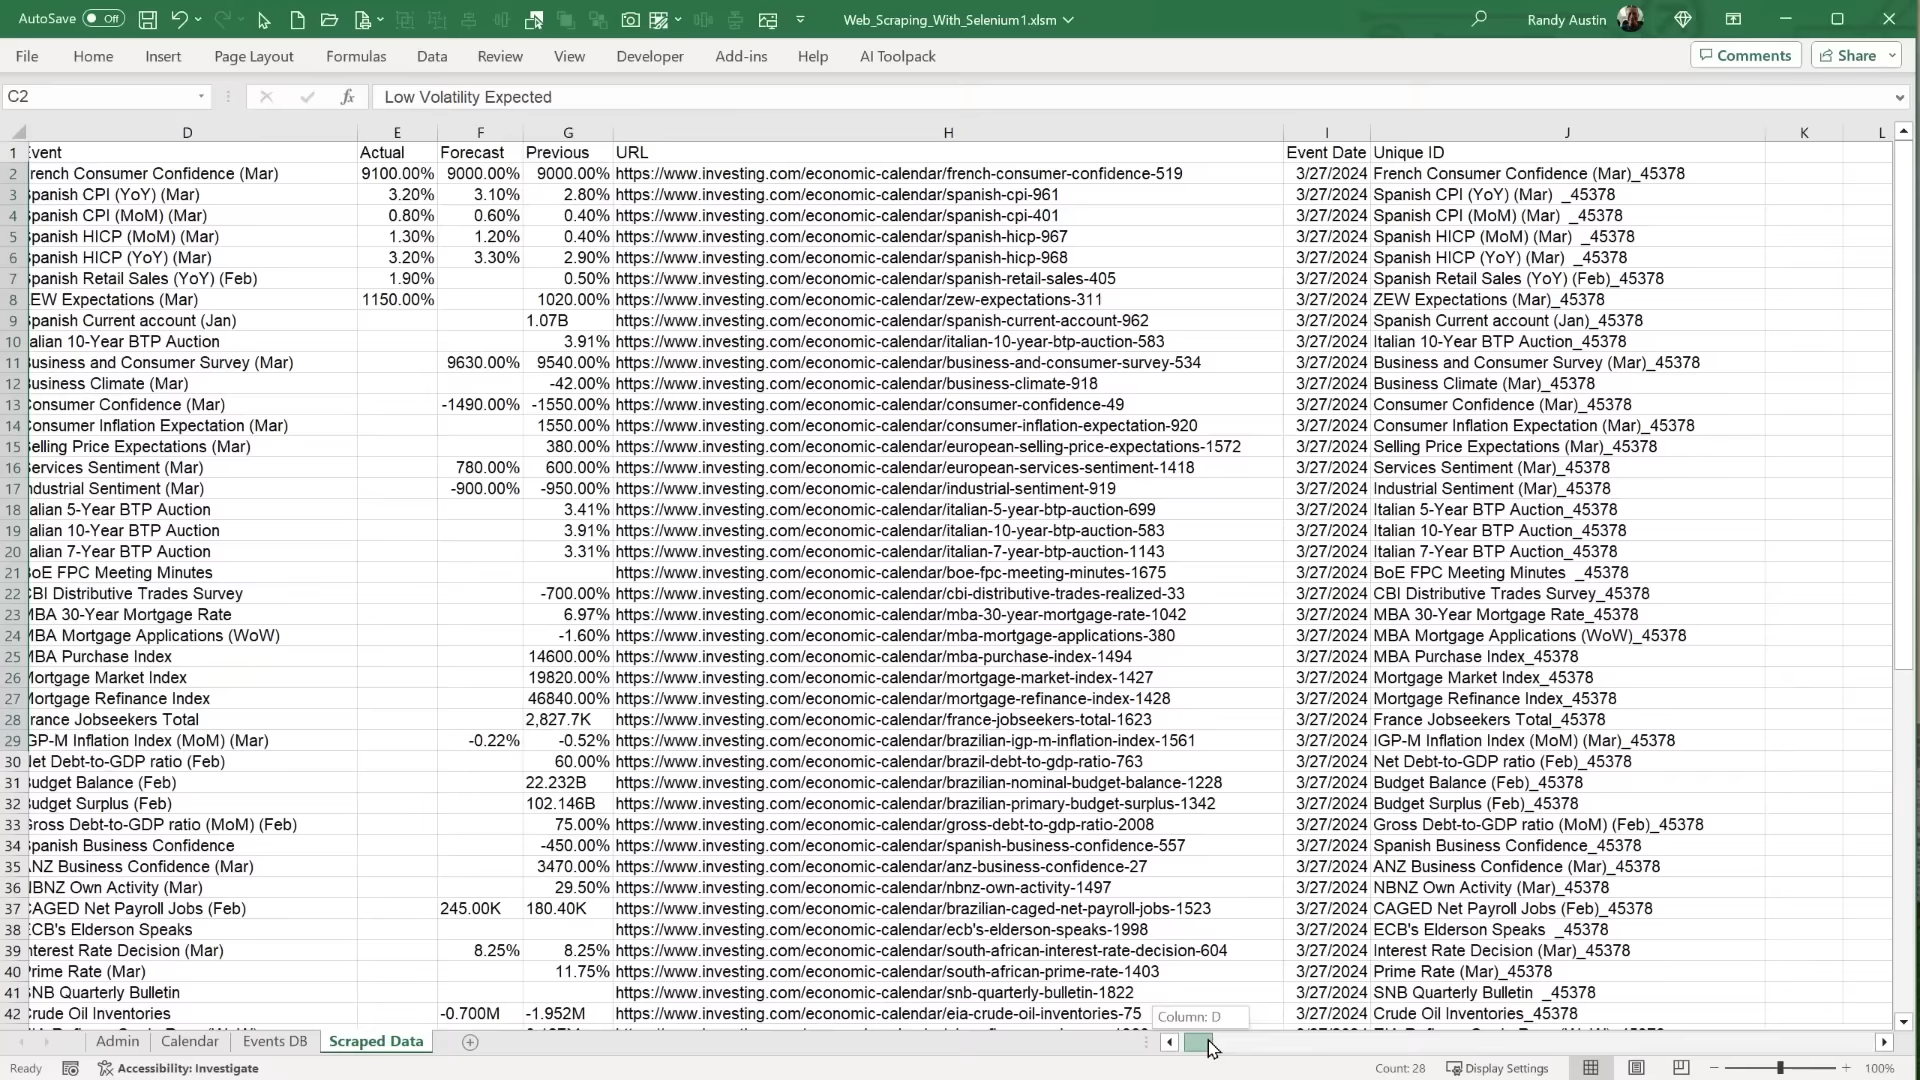 AutoSave Off Web_Scraping_With_Selenium1.xlsm Randy Austin
File Home Insert Page Layout Formulas Data Review View Developer Add-ins Help AI Toolpack Comments Share
C2 fx Low Volatility Expected
D E F G H I J K L
1 Event Actual Forecast Previous URL Event Date Unique ID
2 French Consumer Confidence (Mar) 9100.00% 9000.00% 9000.00% https://www.investing.com/economic-calendar/french-consumer-confidence-519 3/27/2024 French Consumer Confidence (Mar)_45378
3 Spanish CPI (YoY) (Mar) 3.20% 3.10% 2.80% https://www.investing.com/economic-calendar/spanish-cpi-961 3/27/2024 Spanish CPI (YoY) (Mar) _45378
4 Spanish CPI (MoM) (Mar) 0.80% 0.60% 0.40% https://www.investing.com/economic-calendar/spanish-cpi-401 3/27/2024 Spanish CPI (MoM) (Mar) _45378
5 Spanish HICP (MoM) (Mar) 1.30% 1.20% 0.40% https://www.investing.com/economic-calendar/spanish-hicp-967 3/27/2024 Spanish HICP (MoM) (Mar) _45378
6 Spanish HICP (YoY) (Mar) 3.20% 3.30% 2.90% https://www.investing.com/economic-calendar/spanish-hicp-968 3/27/2024 Spanish HICP (YoY) (Mar) _45378
7 Spanish Retail Sales (YoY) (Feb) 1.90% 0.50% https://www.investing.com/economic-calendar/spanish-retail-sales-405 3/27/2024 Spanish Retail Sales (YoY) (Feb)_45378
8 ZEW Expectations (Mar) 1150.00% 1020.00% https://www.investing.com/economic-calendar/zew-expectations-311 3/27/2024 ZEW Expectations (Mar)_45378
9 Spanish Current account (Jan) 1.07B https://www.investing.com/economic-calendar/spanish-current-account-962 3/27/2024 Spanish Current account (Jan)_45378
10 Italian 10-Year BTP Auction 3.91% https://www.investing.com/economic-calendar/italian-10-year-btp-auction-583 3/27/2024 Italian 10-Year BTP Auction_45378
11 Business and Consumer Survey (Mar) 9630.00% 9540.00% https://www.investing.com/economic-calendar/business-and-consumer-survey-534 3/27/2024 Business and Consumer Survey (Mar)_45378
12 Business Climate (Mar) -42.00% https://www.investing.com/economic-calendar/business-climate-918 3/27/2024 Business Climate (Mar)_45378
13 Consumer Confidence (Mar) -1490.00% -1550.00% https://www.investing.com/economic-calendar/consumer-confidence-49 3/27/2024 Consumer Confidence (Mar)_45378
14 Consumer Inflation Expectation (Mar) 1550.00% https://www.investing.com/economic-calendar/consumer-inflation-expectation-920 3/27/2024 Consumer Inflation Expectation (Mar)_45378
15 Selling Price Expectations (Mar) 380.00% https://www.investing.com/economic-calendar/european-selling-price-expectations-1572 3/27/2024 Selling Price Expectations (Mar)_45378
16 Services Sentiment (Mar) 780.00% 600.00% https://www.investing.com/economic-calendar/european-services-sentiment-1418 3/27/2024 Services Sentiment (Mar)_45378
17 Industrial Sentiment (Mar) -900.00% -950.00% https://www.investing.com/economic-calendar/industrial-sentiment-919 3/27/2024 Industrial Sentiment (Mar)_45378
18 Italian 5-Year BTP Auction 3.41% https://www.investing.com/economic-calendar/italian-5-year-btp-auction-699 3/27/2024 Italian 5-Year BTP Auction_45378
19 Italian 10-Year BTP Auction 3.91% https://www.investing.com/economic-calendar/italian-10-year-btp-auction-583 3/27/2024 Italian 10-Year BTP Auction_45378
20 Italian 7-Year BTP Auction 3.31% https://www.investing.com/economic-calendar/italian-7-year-btp-auction-1143 3/27/2024 Italian 7-Year BTP Auction_45378
21 BoE FPC Meeting Minutes https://www.investing.com/economic-calendar/boe-fpc-meeting-minutes-1675 3/27/2024 BoE FPC Meeting Minutes _45378
22 CBI Distributive Trades Survey -700.00% https://www.investing.com/economic-calendar/cbi-distributive-trades-realized-33 3/27/2024 CBI Distributive Trades Survey_45378
23 MBA 30-Year Mortgage Rate 6.97% https://www.investing.com/economic-calendar/mba-30-year-mortgage-rate-1042 3/27/2024 MBA 30-Year Mortgage Rate_45378
24 MBA Mortgage Applications (WoW) -1.60% https://www.investing.com/economic-calendar/mba-mortgage-applications-380 3/27/2024 MBA Mortgage Applications (WoW)_45378
25 MBA Purchase Index 14600.00% https://www.investing.com/economic-calendar/mba-purchase-index-1494 3/27/2024 MBA Purchase Index_45378
26 Mortgage Market Index 19820.00% https://www.investing.com/economic-calendar/mortgage-market-index-1427 3/27/2024 Mortgage Market Index_45378
27 Mortgage Refinance Index 46840.00% https://www.investing.com/economic-calendar/mortgage-refinance-index-1428 3/27/2024 Mortgage Refinance Index_45378
28 France Jobseekers Total 2,827.7K https://www.investing.com/economic-calendar/france-jobseekers-total-1623 3/27/2024 France Jobseekers Total_45378
29 IGP-M Inflation Index (MoM) (Mar) -0.22% -0.52% https://www.investing.com/economic-calendar/brazilian-igp-m-inflation-index-1561 3/27/2024 IGP-M Inflation Index (MoM) (Mar)_45378
30 Net Debt-to-GDP ratio (Feb) 60.00% https://www.investing.com/economic-calendar/brazil-debt-to-gdp-ratio-763 3/27/2024 Net Debt-to-GDP ratio (Feb)_45378
31 Budget Balance (Feb) 22.232B https://www.investing.com/economic-calendar/brazilian-nominal-budget-balance-1228 3/27/2024 Budget Balance (Feb)_45378
32 Budget Surplus (Feb) 102.146B https://www.investing.com/economic-calendar/brazilian-primary-budget-surplus-1342 3/27/2024 Budget Surplus (Feb)_45378
33 Gross Debt-to-GDP ratio (MoM) (Feb) 75.00% https://www.investing.com/economic-calendar/gross-debt-to-gdp-ratio-2008 3/27/2024 Gross Debt-to-GDP ratio (MoM) (Feb)_45378
34 Spanish Business Confidence -450.00% https://www.investing.com/economic-calendar/spanish-business-confidence-557 3/27/2024 Spanish Business Confidence_45378
35 ANZ Business Confidence (Mar) 3470.00% https://www.investing.com/economic-calendar/anz-business-confidence-27 3/27/2024 ANZ Business Confidence (Mar)_45378
36 NBNZ Own Activity (Mar) 29.50% https://www.investing.com/economic-calendar/nbnz-own-activity-1497 3/27/2024 NBNZ Own Activity (Mar)_45378
37 CAGED Net Payroll Jobs (Feb) 245.00K 180.40K https://www.investing.com/economic-calendar/brazilian-caged-net-payroll-jobs-1523 3/27/2024 CAGED Net Payroll Jobs (Feb)_45378
38 ECB's Elderson Speaks https://www.investing.com/economic-calendar/ecb's-elderson-speaks-1998 3/27/2024 ECB's Elderson Speaks _45378
39 Interest Rate Decision (Mar) 8.25% 8.25% https://www.investing.com/economic-calendar/south-african-interest-rate-decision-604 3/27/2024 Interest Rate Decision (Mar)_45378
40 Prime Rate (Mar) 11.75% https://www.investing.com/economic-calendar/south-african-prime-rate-1403 3/27/2024 Prime Rate (Mar)_45378
41 SNB Quarterly Bulletin https://www.investing.com/economic-calendar/snb-quarterly-bulletin-1822 3/27/2024 SNB Quarterly Bulletin _45378
42 Crude Oil Inventories -0.700M -1.952M https://www.investing.com/economic-calendar/eia-crude-oil-inventories-75 3/27/2024 Crude Oil Inventories_45378
Column: D
Admin Calendar Events DB Scraped Data
Ready Accessibility: Investigate Count: 28 Display Settings 100%